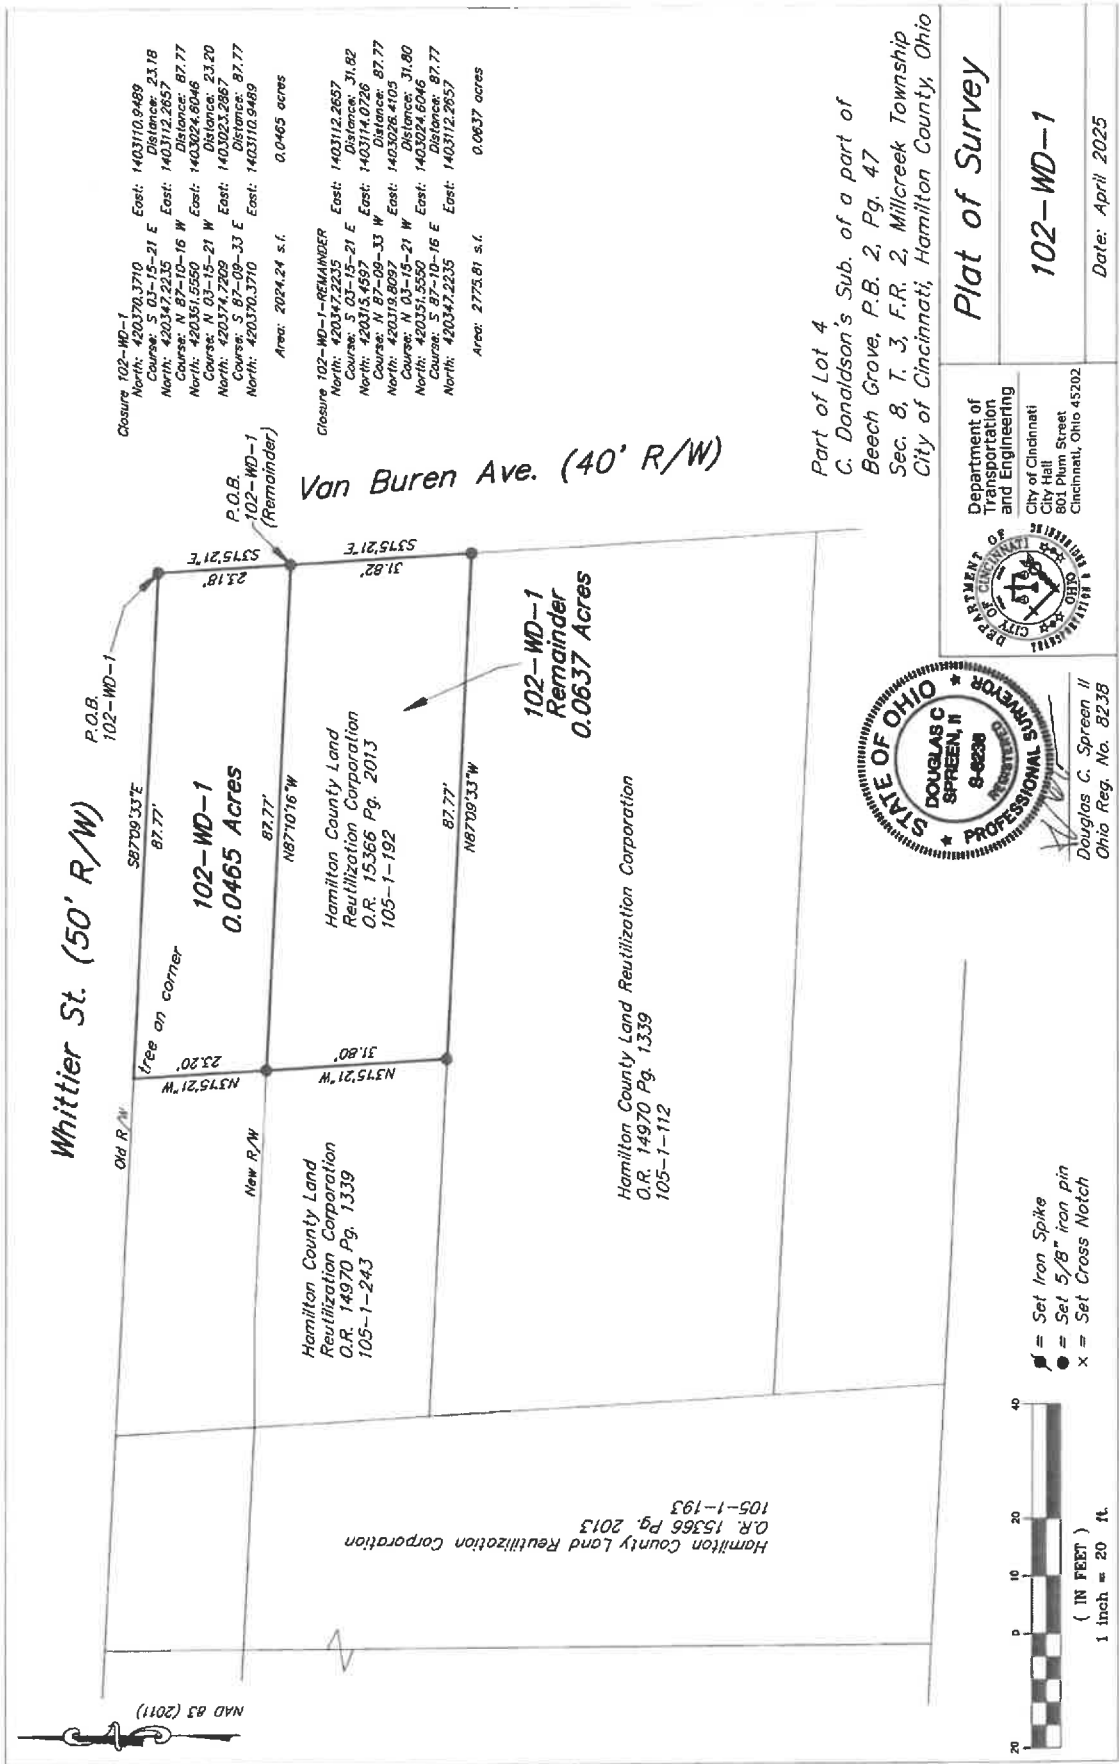 Whittier St. (50' R/W)
P.O.B.
102-WD-1
Old R/W
S87°09'33"E
87.77'
tree on corner
102-WD-1
0.0465 Acres
N3°15'21"W
23.20'
S3°15'21"E
23.18'
P.O.B.
102-WD-1
(Remainder)
New R/W
87.77'
N87°10'16"W
Van Buren Ave. (40' R/W)
Hamilton County Land
Reutilization Corporation
O.R. 14970 Pg. 1339
105-1-243
N3°15'21"W
31.80'
Hamilton County Land
Reutilization Corporation
O.R. 15366 Pg. 2013
105-1-192
S3°15'21"E
31.82'
87.77'
N87°09'33"W
102-WD-1
Remainder
0.0637 Acres
Hamilton County Land Reutilization Corporation
O.R. 14970 Pg. 1339
105-1-112
Hamilton County Land Reutilization Corporation
O.R. 15366 Pg. 2013
105-1-193
NAD 83 (2011)
Closure 102-WD-1
North: 420370.3710 East: 1403110.9489
Course: S 03-15-21 E Distance: 23.18
North: 420347.2235 East: 1403112.2657
Course: N 87-10-16 W Distance: 87.77
North: 420351.5550 East: 1403024.6046
Course: N 03-15-21 W Distance: 23.20
North: 420374.7209 East: 1403023.2867
Course: S 87-09-33 E Distance: 87.77
North: 420370.3710 East: 1403110.9489
Area: 2024.24 s.f. 0.0465 acres
Closure 102-WD-1-REMAINDER
North: 420347.2235 East: 1403112.2657
Course: S 03-15-21 E Distance: 31.82
North: 420315.4597 East: 1403114.0726
Course: N 87-09-33 W Distance: 87.77
North: 420319.8097 East: 1403026.4105
Course: N 03-15-21 W Distance: 31.80
North: 420351.5550 East: 1403024.6046
Course: S 87-10-16 E Distance: 87.77
North: 420347.2235 East: 1403112.2657
Area: 2775.81 s.f. 0.0637 acres
Part of Lot 4
C. Donaldson's Sub. of a part of
Beech Grove, P.B. 2, Pg. 47
Sec. 8, T. 3, F.R. 2, Millcreek Township
City of Cincinnati, Hamilton County, Ohio
20 0 10 20 40
( IN FEET )
1 inch = 20 ft.
= Set Iron Spike
● = Set 5/8" iron pin
x = Set Cross Notch
STATE OF OHIO
DOUGLAS C
SPREEN, II
S-8238
REGISTERED
PROFESSIONAL SURVEYOR
Douglas C. Spreen II
Ohio Reg. No. 8238
DEPARTMENT OF
CITY OF CINCINNATI
OHIO
Department of
Transportation
and Engineering
City of Cincinnati
City Hall
801 Plum Street
Cincinnati, Ohio 45202
Plat of Survey
102-WD-1
Date: April 2025